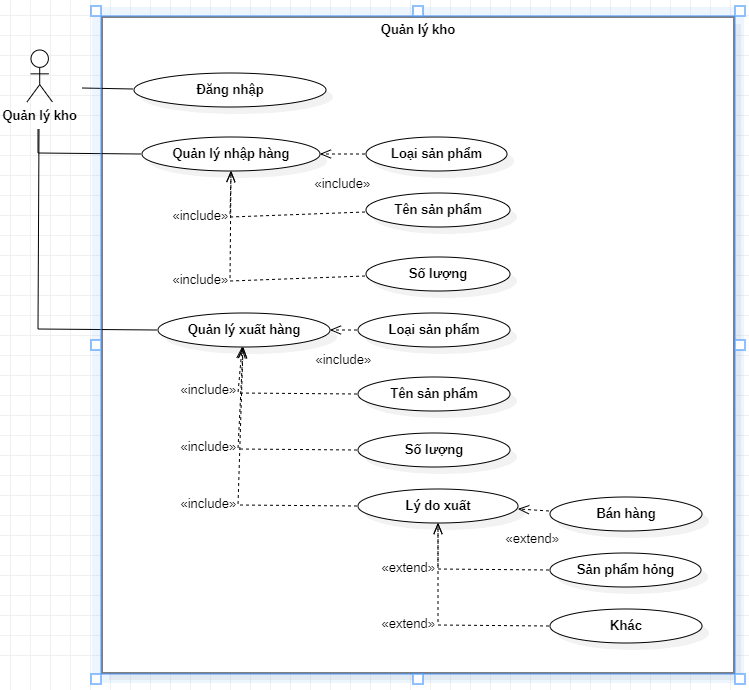 Quản lý kho
Quản lý kho
Đăng nhập
Quản lý nhập hàng
Loại sản phẩm
«include»
Tên sản phẩm
«include»
Số lượng
«include»
Quản lý xuất hàng
Loại sản phẩm
«include»
Tên sản phẩm
«include»
Số lượng
«include»
Lý do xuất
«include»
Bán hàng
«extend»
Sản phẩm hỏng
«extend»
Khác
«extend»